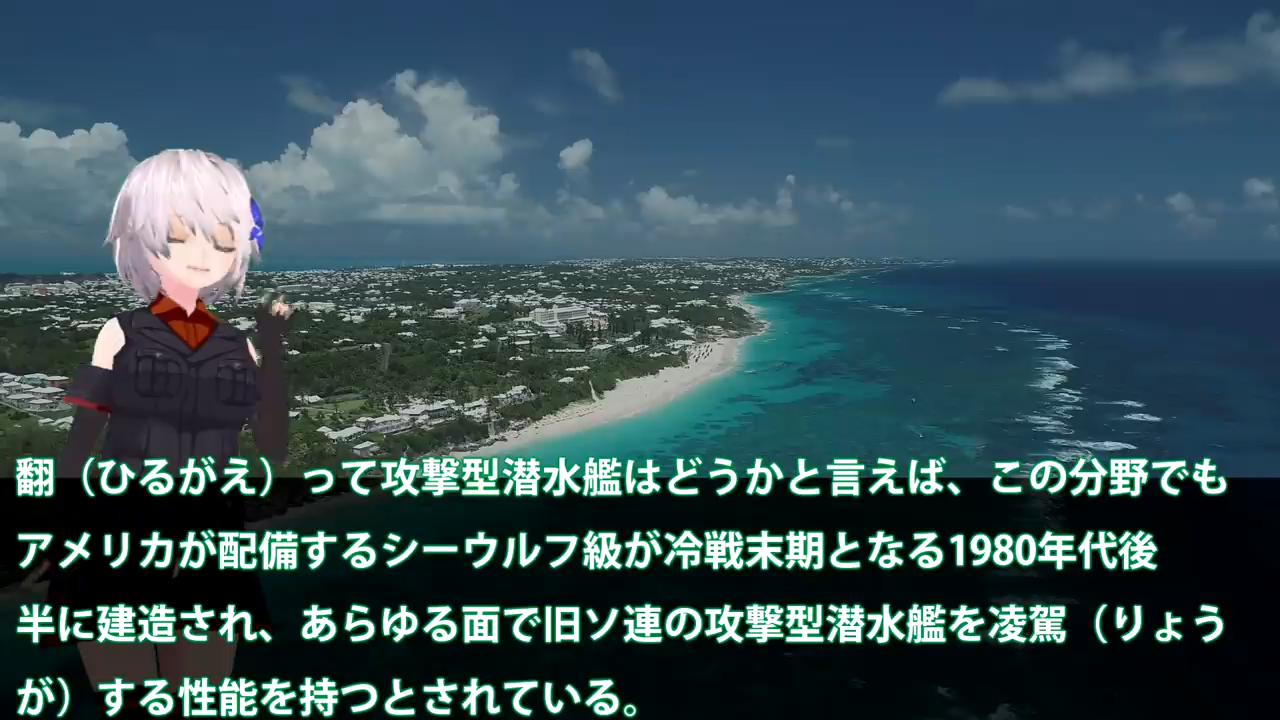 翻（ひるがえ）って攻撃型潜水艦はどうかと言えば、この分野でも
アメリカが配備するシーウルフ級が冷戦末期となる1980年代後
半に建造され、あらゆる面で旧ソ連の攻撃型潜水艦を凌駕（りょう
が）する性能を持つとされている。